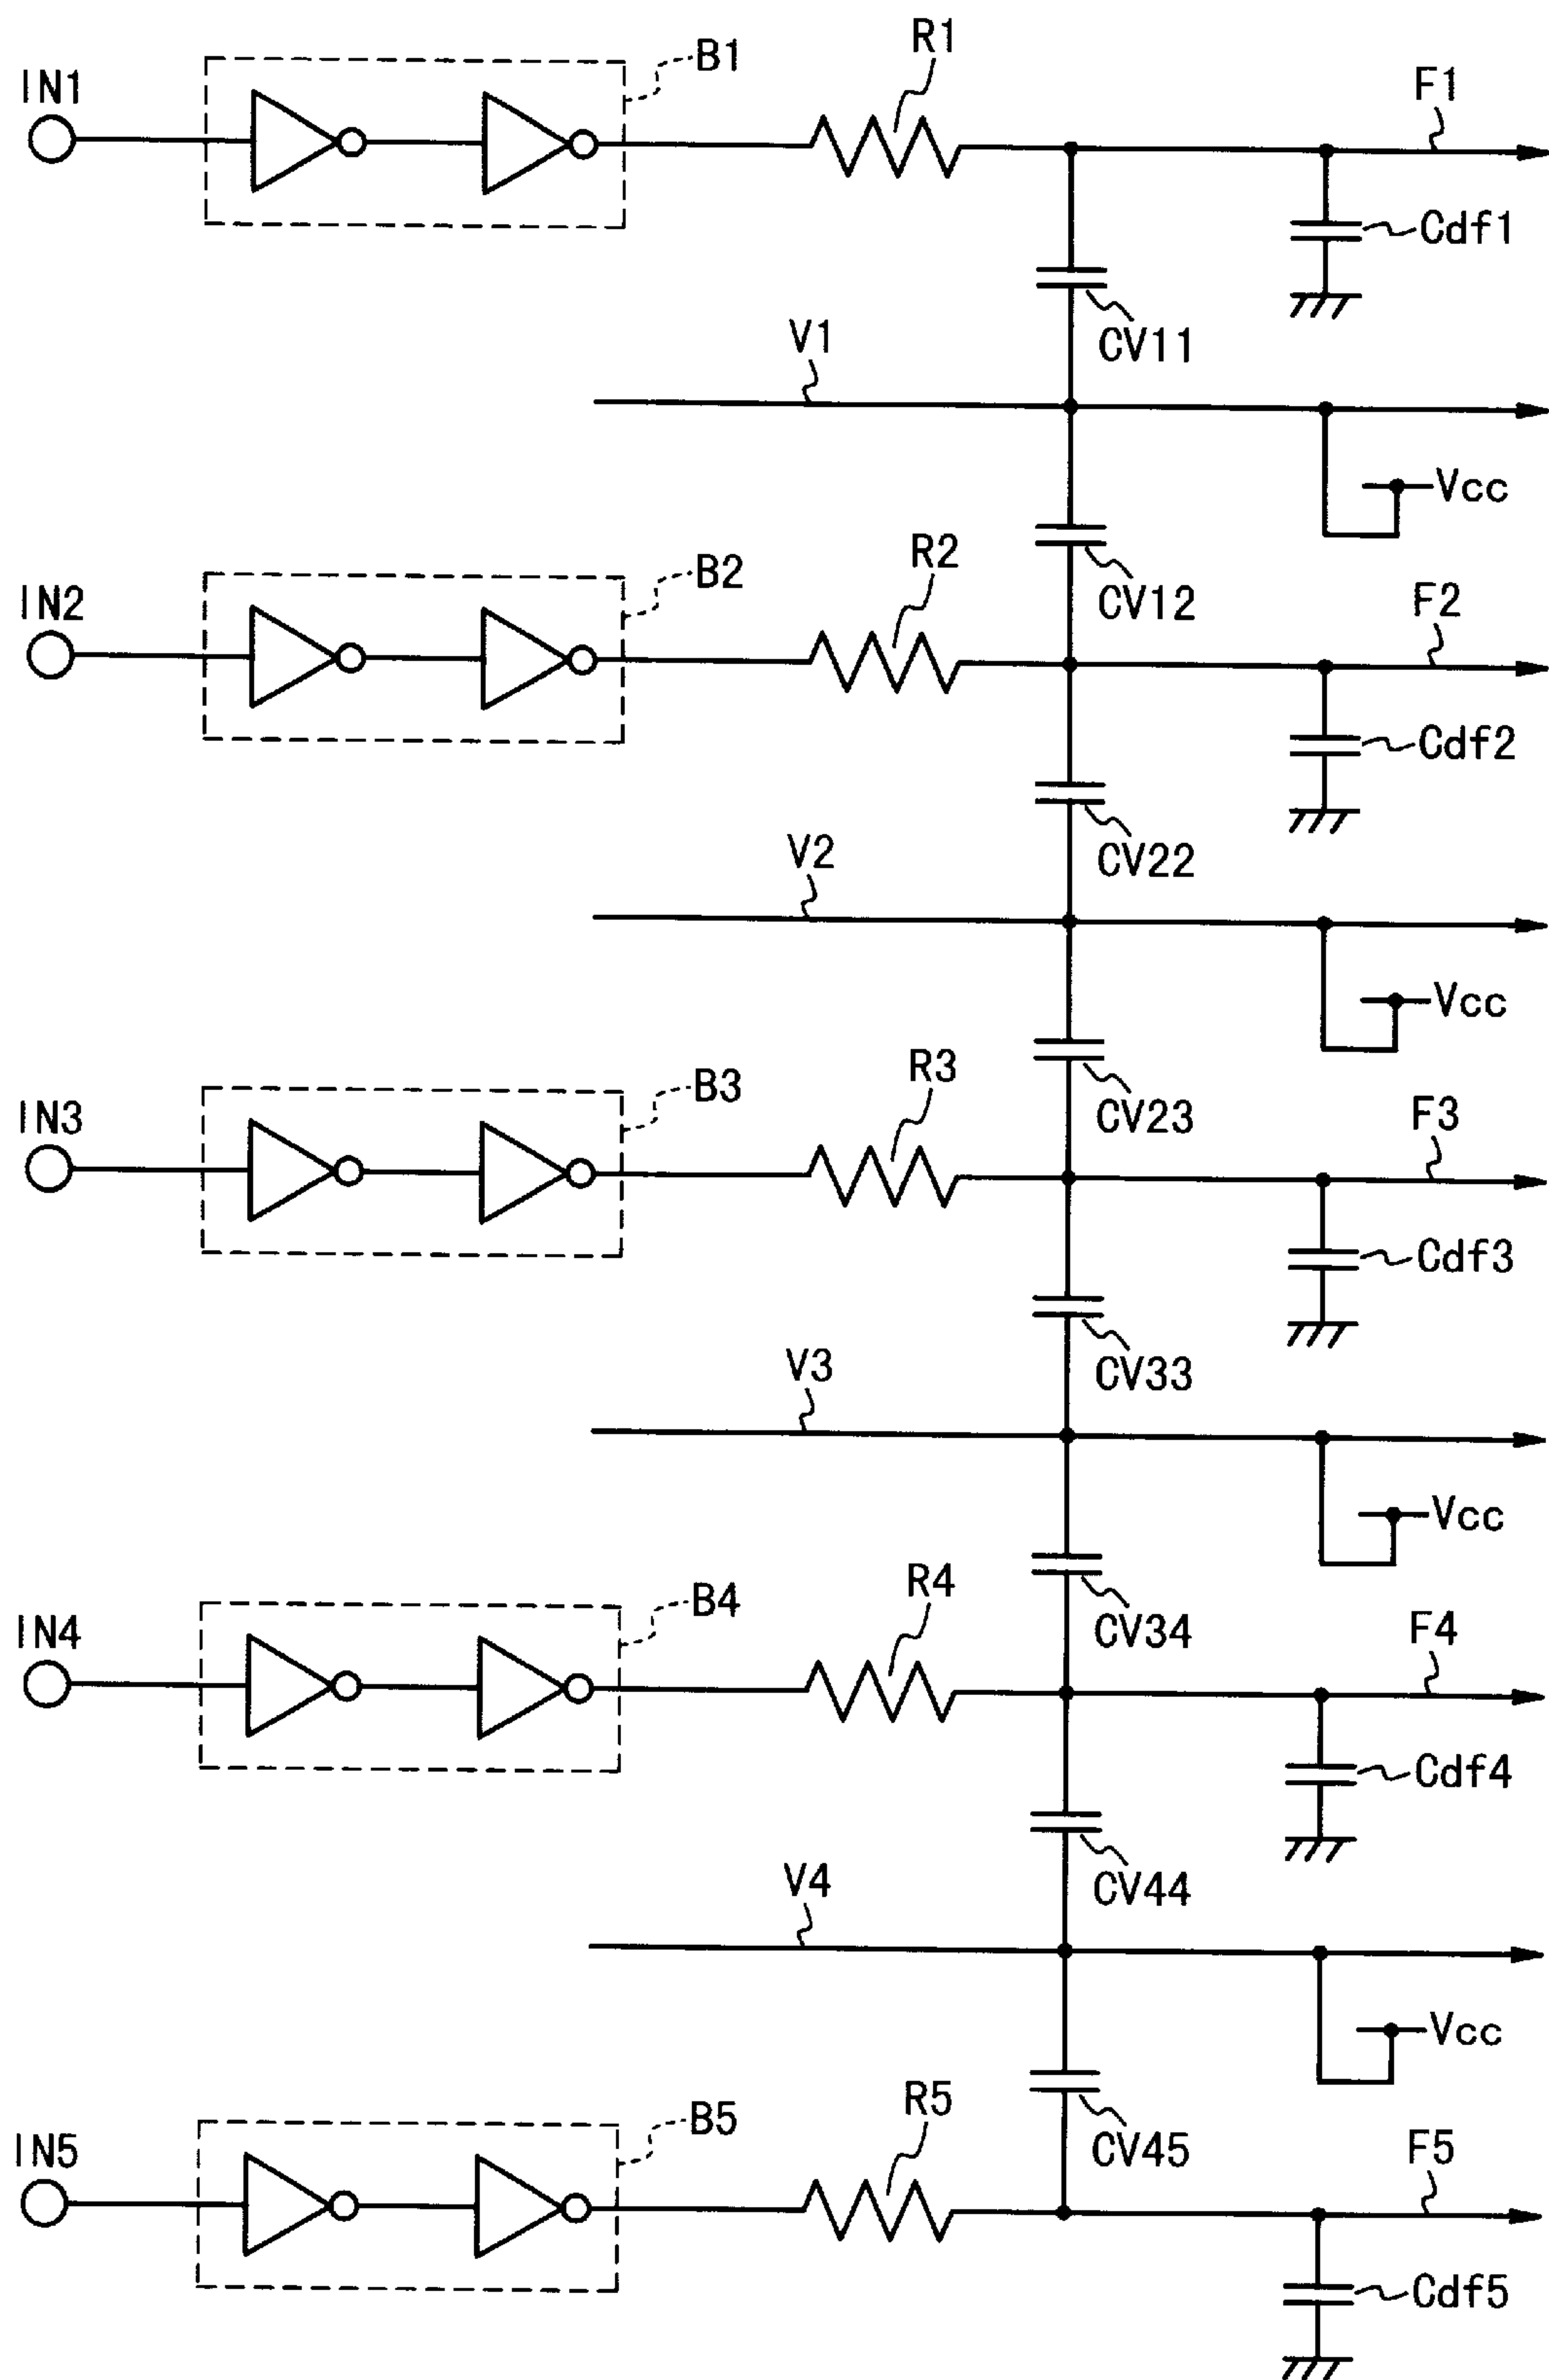 R1
B1
F1
IN1
Cdf1
V1
CV11
Vcc
R2
B2
F2
IN2
CV12
Cdf2
V2
CV22
Vcc
R3
B3
F3
IN3
CV23
Cdf3
V3
CV33
Vcc
R4
B4
F4
IN4
CV34
Cdf4
V4
CV44
Vcc
R5
B5
F5
IN5
CV45
Cdf5